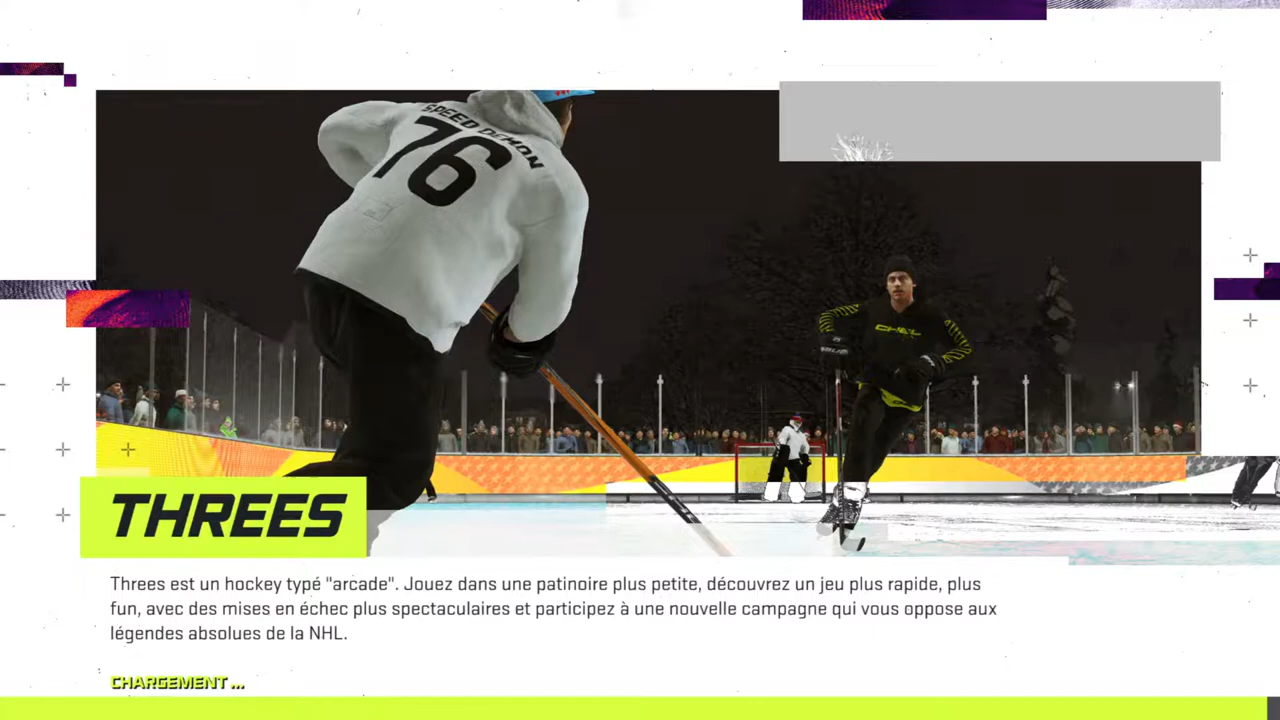 SPEED DEMON
76
CHEL
THREES
Threes est un hockey typé "arcade". Jouez dans une patinoire plus petite, découvrez un jeu plus rapide, plus
fun, avec des mises en échec plus spectaculaires et participez à une nouvelle campagne qui vous oppose aux
légendes absolues de la NHL.
CHARGEMENT ...